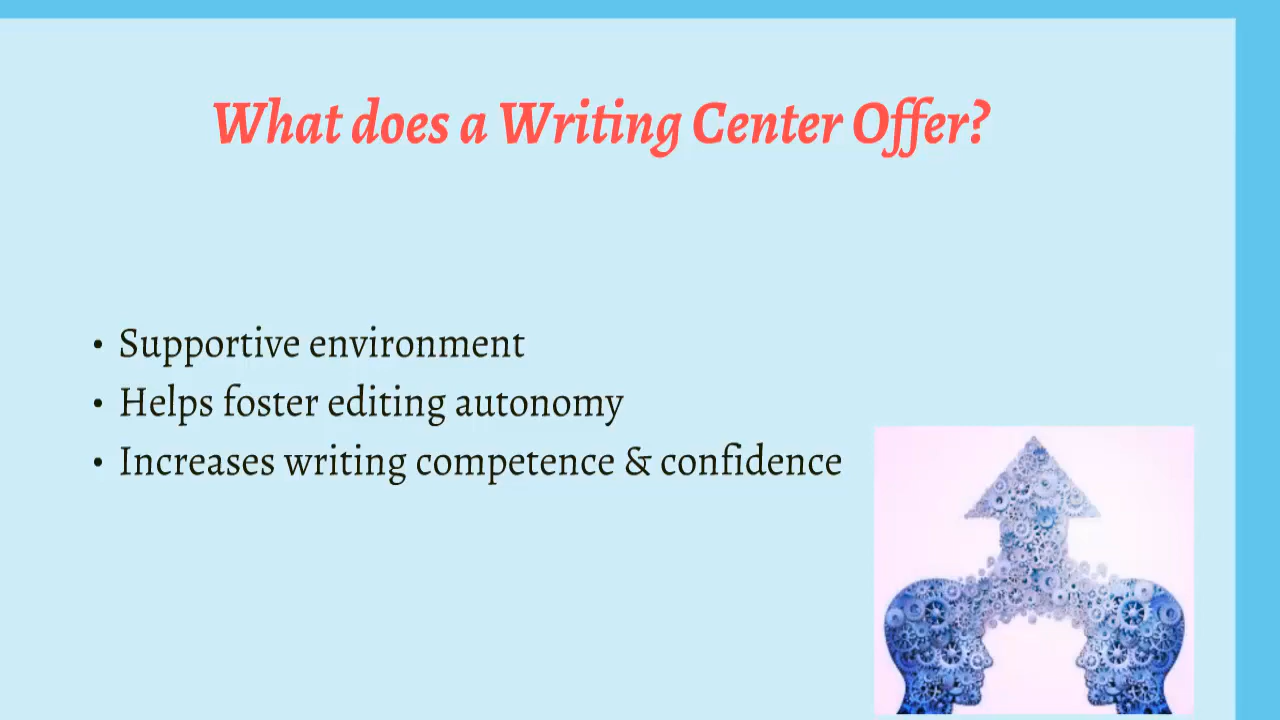 What does a Writing Center Offer?
• Supportive environment
• Helps foster editing autonomy
• Increases writing competence & confidence